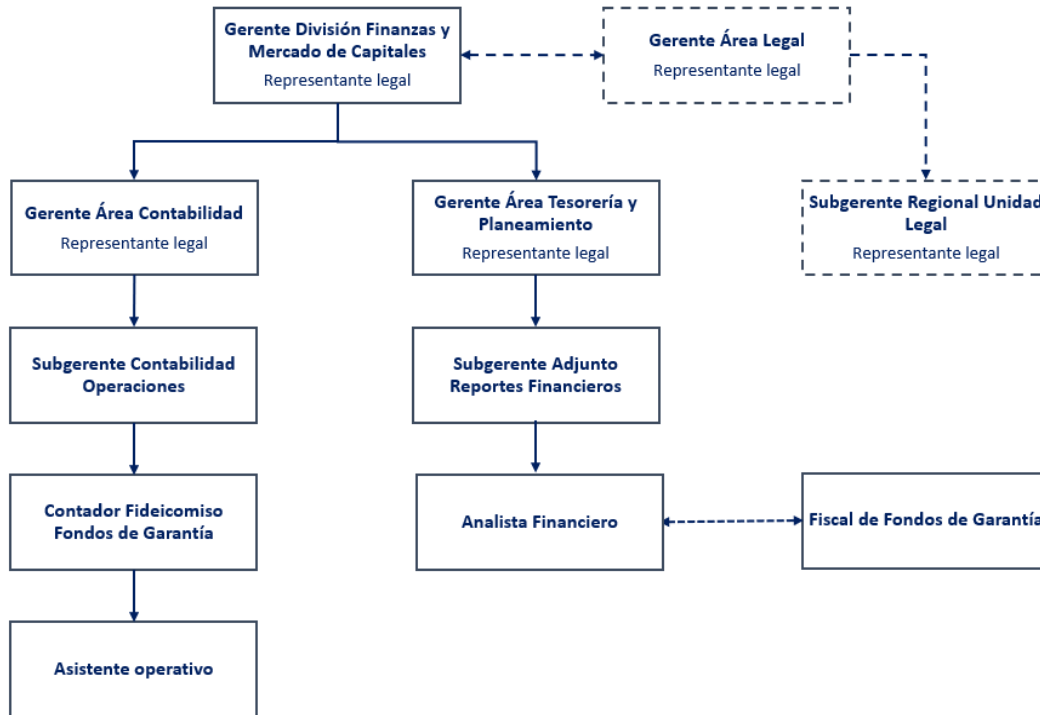 Gerente División Finanzas y
Mercado de Capitales
Representante legal
Gerente Área Legal
Representante legal
Gerente Área Contabilidad
Representante legal
Gerente Área Tesorería y
Planeamiento
Representante legal
Subgerente Regional Unidad
Legal
Representante legal
Subgerente Contabilidad
Operaciones
Subgerente Adjunto
Reportes Financieros
Contador Fideicomiso
Fondos de Garantía
Analista Financiero
Fiscal de Fondos de Garantía
Asistente operativo